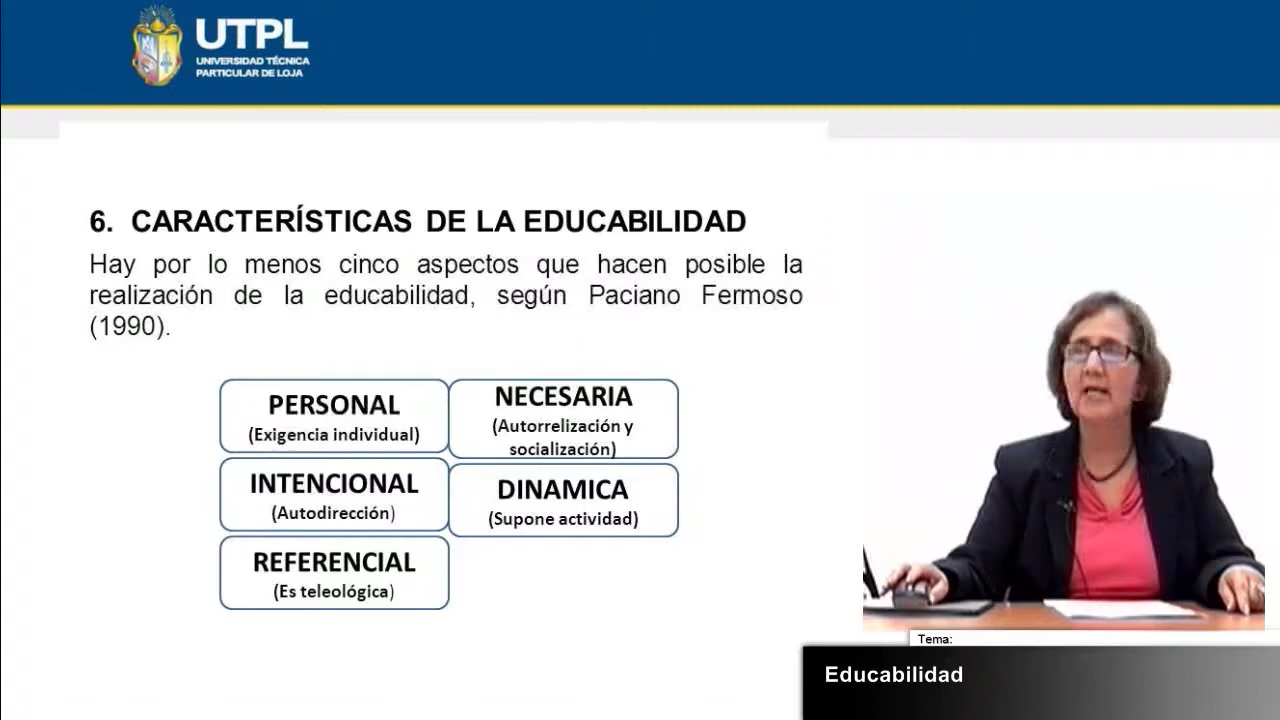 UTPL
UNIVERSIDAD TÉCNICA
PARTICULAR DE LOJA
6. CARACTERÍSTICAS DE LA EDUCABILIDAD
Hay por lo menos cinco aspectos que hacen posible la
realización de la educabilidad, según Paciano Fermoso
(1990).
PERSONAL
(Exigencia individual)
NECESARIA
(Autorrelización y
socialización)
INTENCIONAL
(Autodirección)
DINAMICA
(Supone actividad)
REFERENCIAL
(Es teleológica)
Tema:
Educabilidad